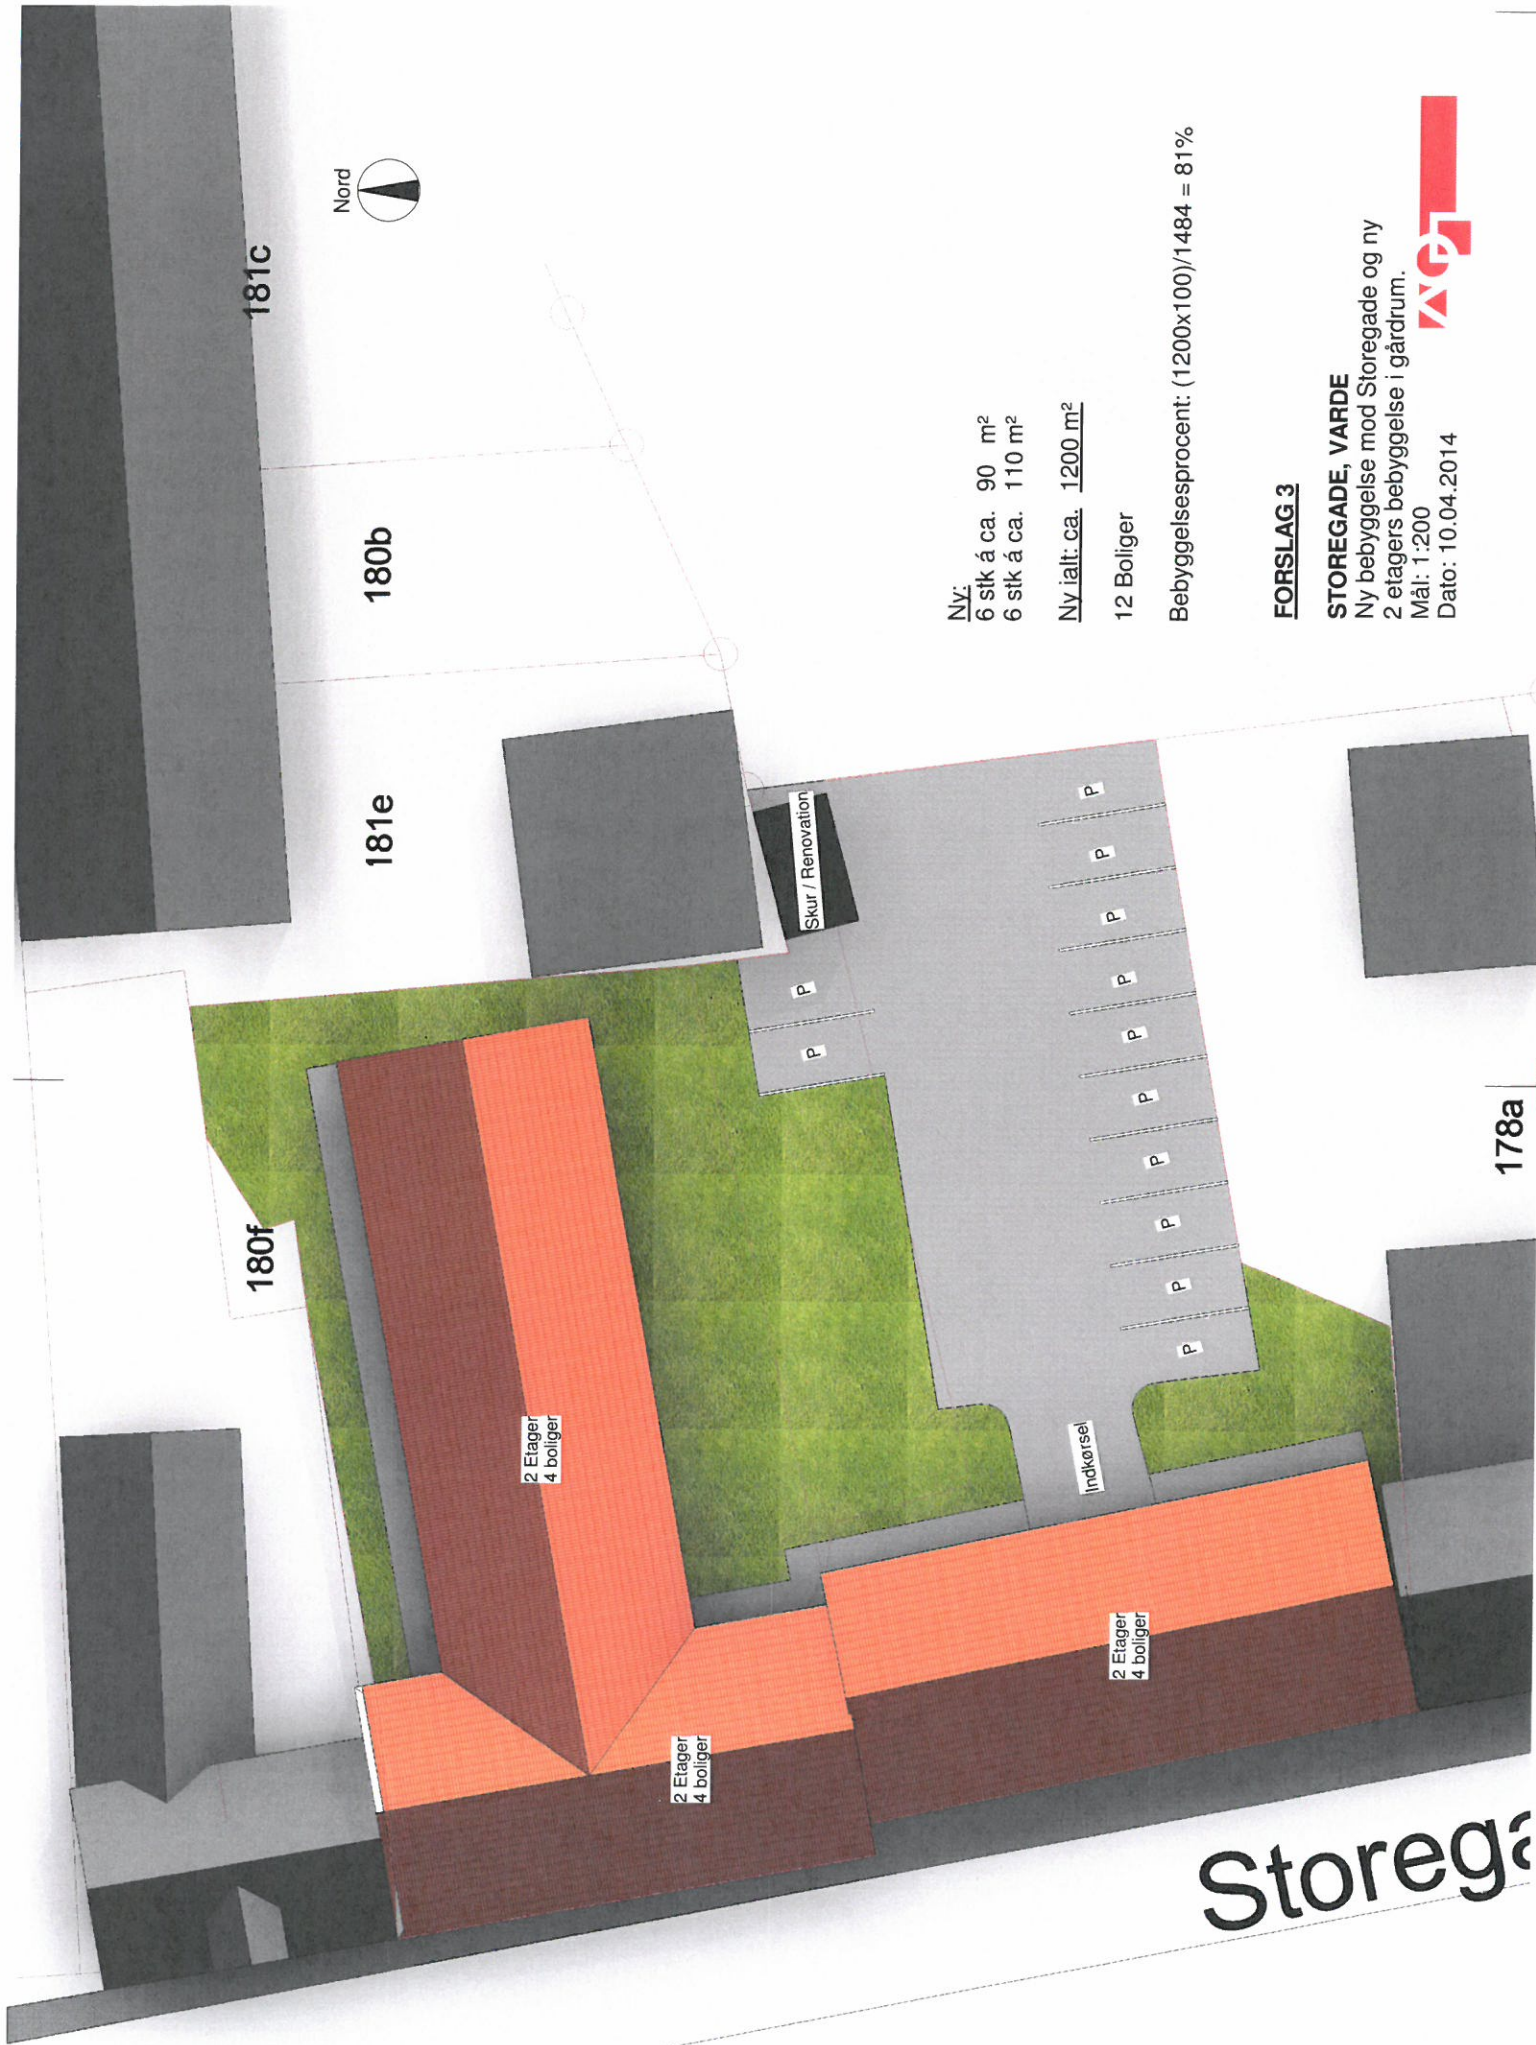 Nord
181c
180b
181e
180f
178a
Skur / Renovation
P
P
P
P
P
P
P
P
P
P
P
P
Indkørsel
2 Etager
4 boliger
2 Etager
4 boliger
2 Etager
4 boliger
Ny:
6 stk á ca. 90 m²
6 stk á ca. 110 m²
Ny ialt: ca. 1200 m²
12 Boliger
Bebyggelsesprocent: (1200x100)/1484 = 81%
FORSLAG 3
STOREGADE, VARDE
Ny bebyggelse mod Storegade og ny
2 etagers bebyggelse i gårdrum.
Mål: 1:200
Dato: 10.04.2014
Storega